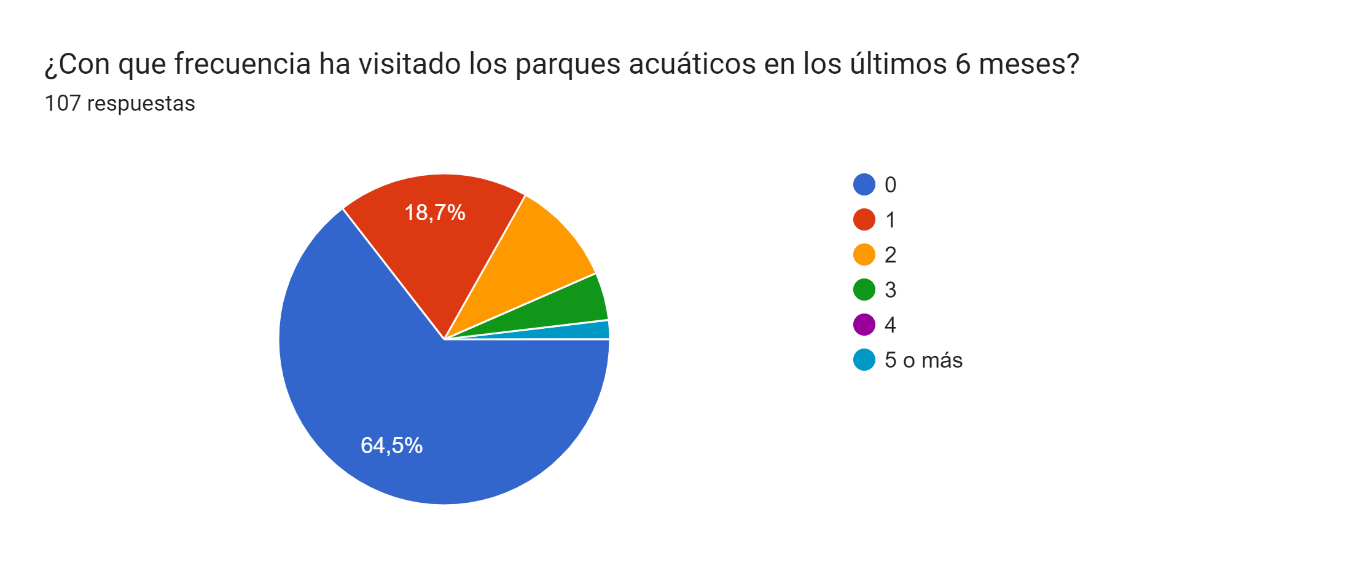 ¿Con que frecuencia ha visitado los parques acuáticos en los últimos 6 meses?
107 respuestas
18,7%
64,5%
0
1
2
3
4
5 o más